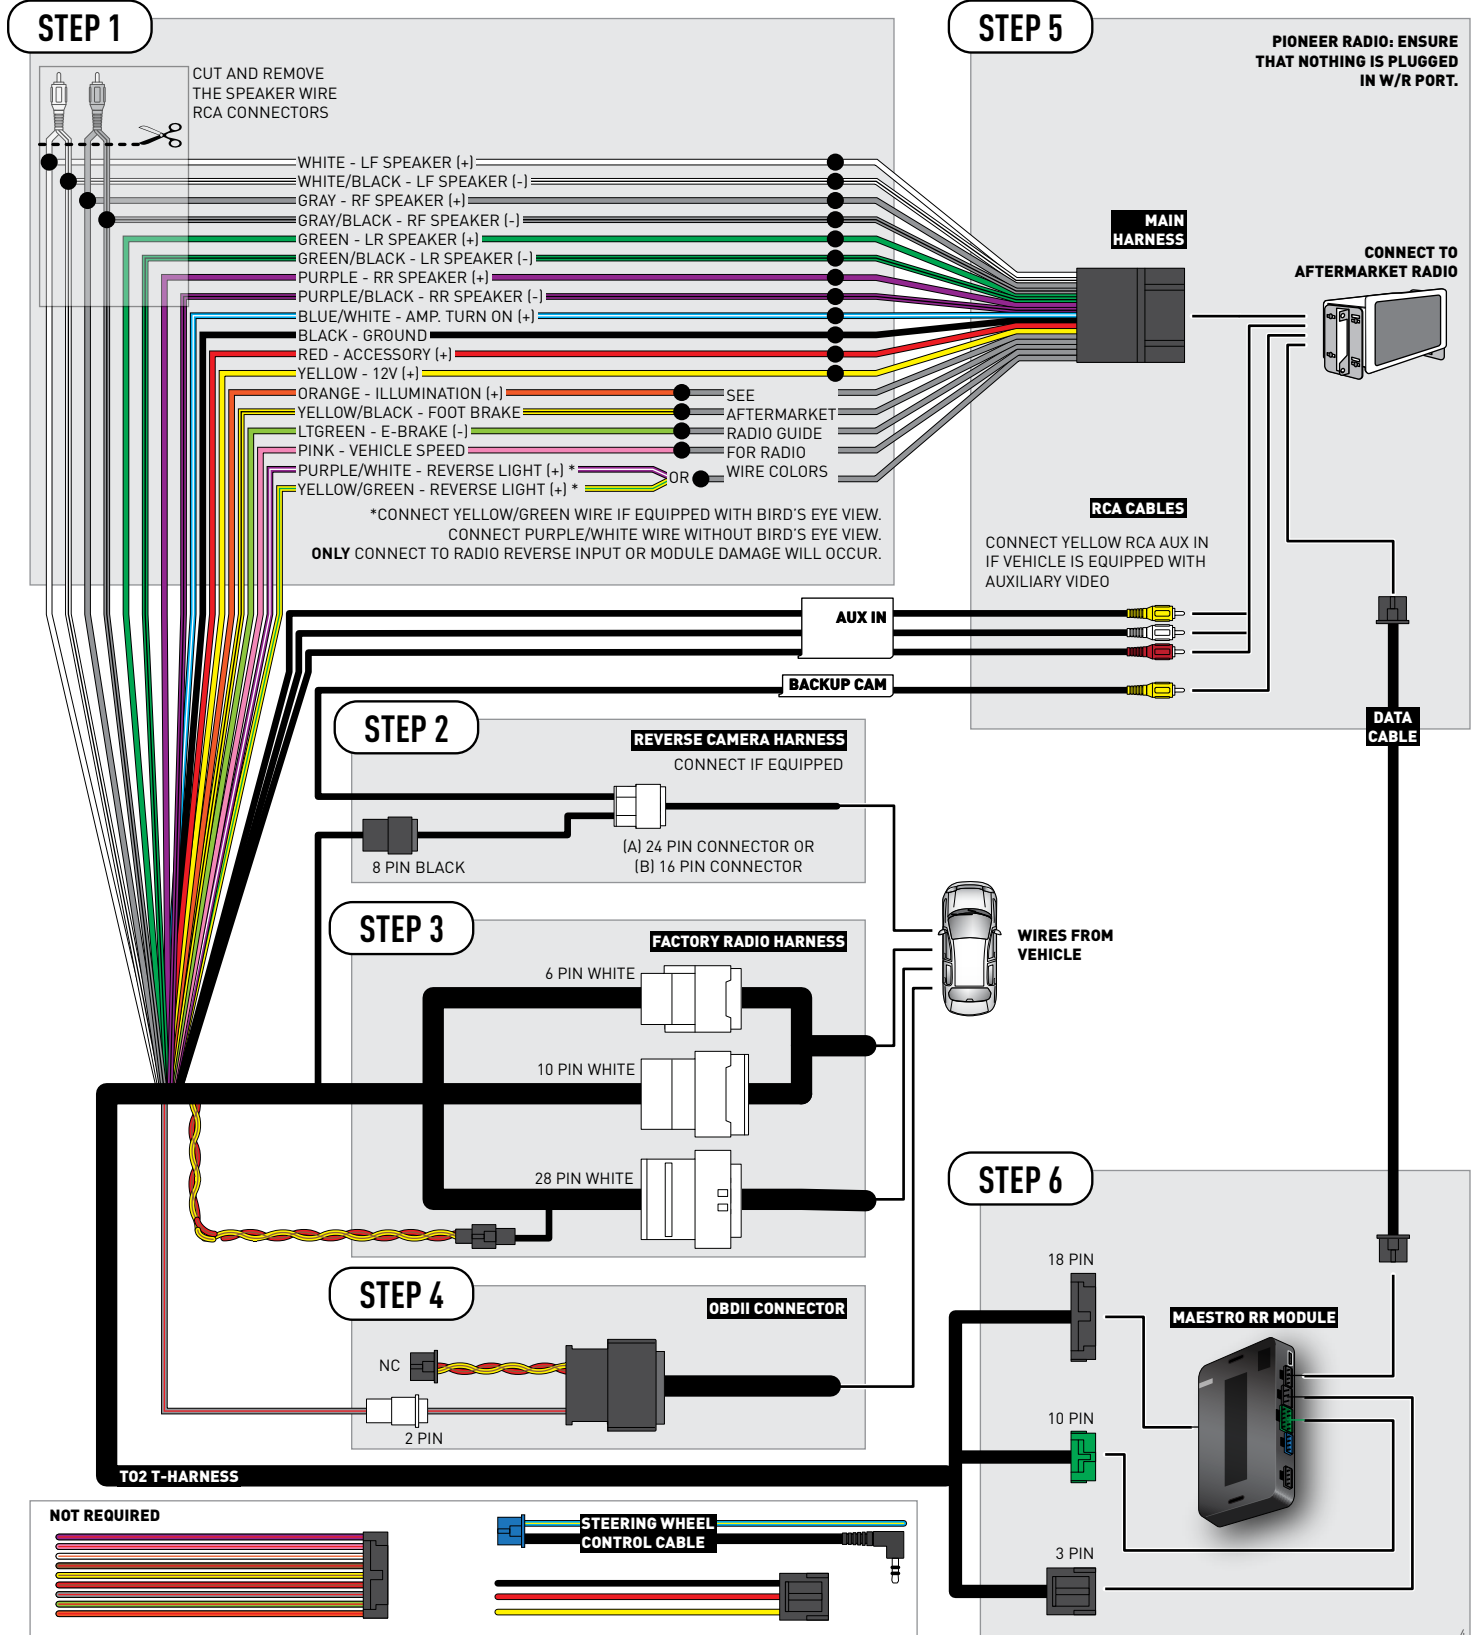 STEP 1
CUT AND REMOVE
THE SPEAKER WIRE
RCA CONNECTORS
WHITE - LF SPEAKER (+)
WHITE/BLACK - LF SPEAKER (-)
GRAY - RF SPEAKER (+)
GRAY/BLACK - RF SPEAKER (-)
GREEN - LR SPEAKER (+)
GREEN/BLACK - LR SPEAKER (-)
PURPLE - RR SPEAKER (+)
PURPLE/BLACK - RR SPEAKER (-)
BLUE/WHITE - AMP. TURN ON (+)
BLACK - GROUND
RED - ACCESSORY (+)
YELLOW - 12V (+)
ORANGE - ILLUMINATION (+)
YELLOW/BLACK - FOOT BRAKE
LTGREEN - E-BRAKE (-)
PINK - VEHICLE SPEED
PURPLE/WHITE - REVERSE LIGHT (+) *
YELLOW/GREEN - REVERSE LIGHT (+) *
OR
SEE
AFTERMARKET
RADIO GUIDE
FOR RADIO
WIRE COLORS
*CONNECT YELLOW/GREEN WIRE IF EQUIPPED WITH BIRD'S EYE VIEW.
CONNECT PURPLE/WHITE WIRE WITHOUT BIRD'S EYE VIEW.
ONLY CONNECT TO RADIO REVERSE INPUT OR MODULE DAMAGE WILL OCCUR.
STEP 5
PIONEER RADIO: ENSURE
THAT NOTHING IS PLUGGED
IN W/R PORT.
MAIN
HARNESS
CONNECT TO
AFTERMARKET RADIO
RCA CABLES
CONNECT YELLOW RCA AUX IN
IF VEHICLE IS EQUIPPED WITH
AUXILIARY VIDEO
AUX IN
BACKUP CAM
DATA
CABLE
STEP 2
REVERSE CAMERA HARNESS
CONNECT IF EQUIPPED
8 PIN BLACK
(A) 24 PIN CONNECTOR OR
(B) 16 PIN CONNECTOR
STEP 3
FACTORY RADIO HARNESS
6 PIN WHITE
10 PIN WHITE
28 PIN WHITE
WIRES FROM
VEHICLE
STEP 4
OBDII CONNECTOR
NC
2 PIN
T02 T-HARNESS
STEP 6
18 PIN
MAESTRO RR MODULE
10 PIN
3 PIN
NOT REQUIRED
STEERING WHEEL
CONTROL CABLE